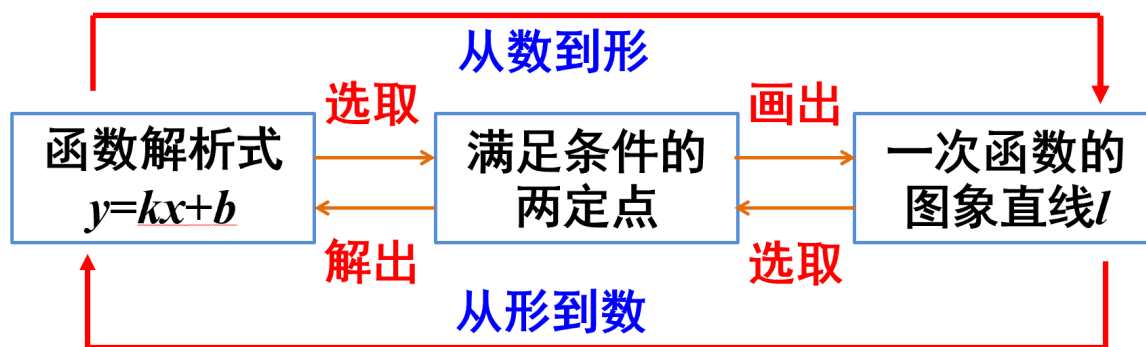 从数到形
选取
画出
函数解析式
y=kx+b
满足条件的
两定点
一次函数的
图象直线l
解出
选取
从形到数